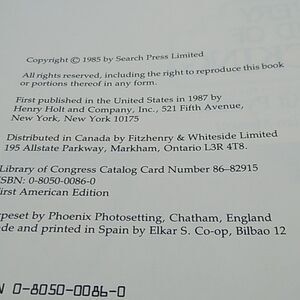 Copyright © 1985 by Search Press Limited
All rights reserved, including the right to reproduce this book
or portions thereof in any form.
First published in the United States in 1987 by
Henry Holt and Company, Inc., 521 Fifth Avenue,
New York, New York 10175
Distributed in Canada by Fitzhenry & Whiteside Limited
195 Allstate Parkway, Markham, Ontario L3R 4T8.
Library of Congress Catalog Card Number 86–82915
ISBN: 0-8050-0086-0
First American Edition
ypeset by Phoenix Photosetting, Chatham, England
de and printed in Spain by Elkar S. Co-op, Bilbao 12
N 0-8050-0086-0